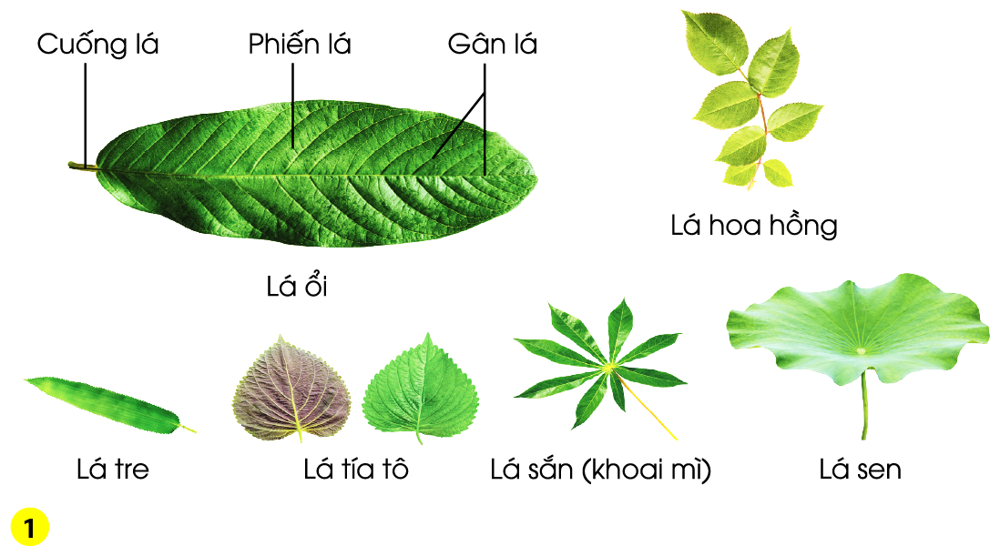 Cuống lá
Phiến lá
Gân lá
Lá hoa hồng
Lá ổi
Lá tre
Lá tía tô
Lá sắn (khoai mì)
Lá sen
1